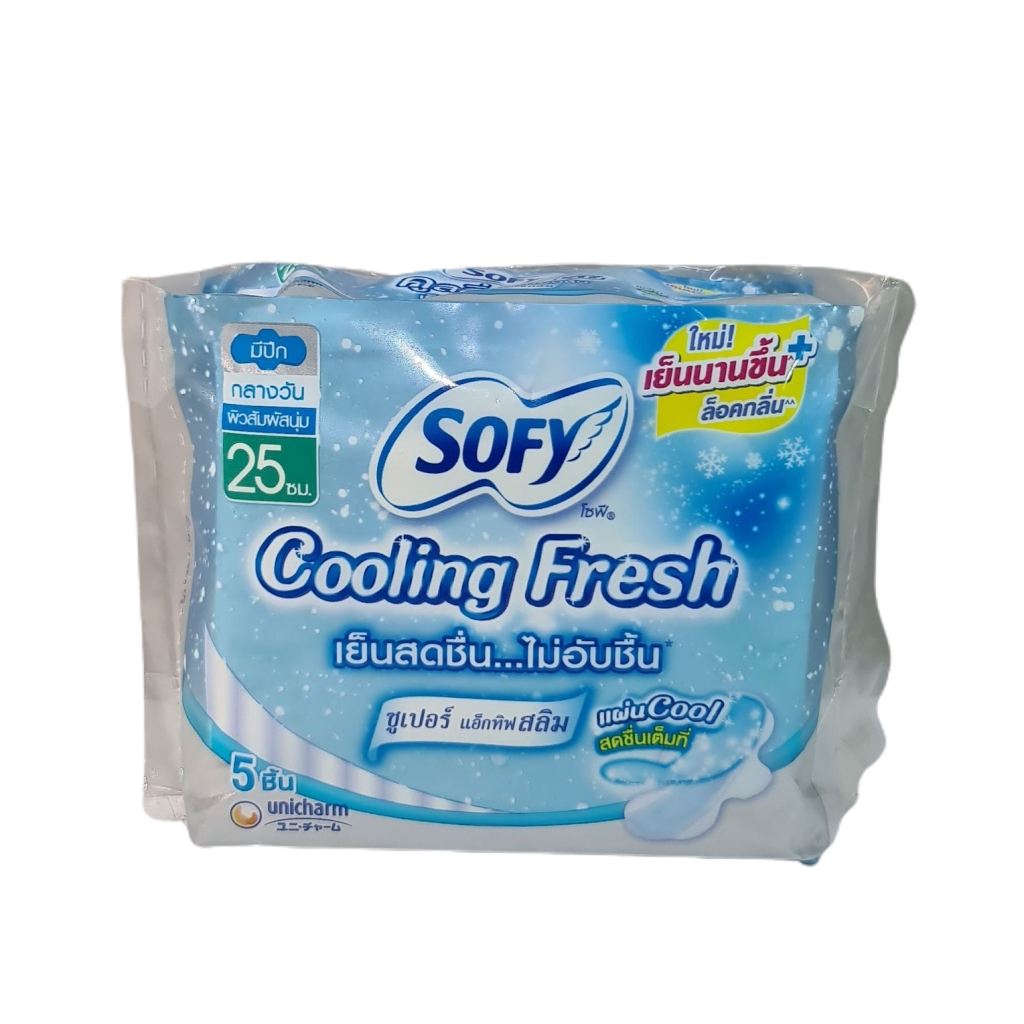 SOFY
มีปีก
กลางวัน
ผิวสัมผัสนุ่ม
25 ซม.
SOFY
โซฟี®
ใหม่!
เย็นนานขึ้น^+
ล็อคกลิ่น^^
Cooling Fresh
เย็นสดชื่น...ไม่อับชื้น*
ซูเปอร์ แอ็กทิฟ สลิม
แผ่นCool
สดชื่นเต็มที่
5 ชิ้น
unicharm
ユニ・チャーム